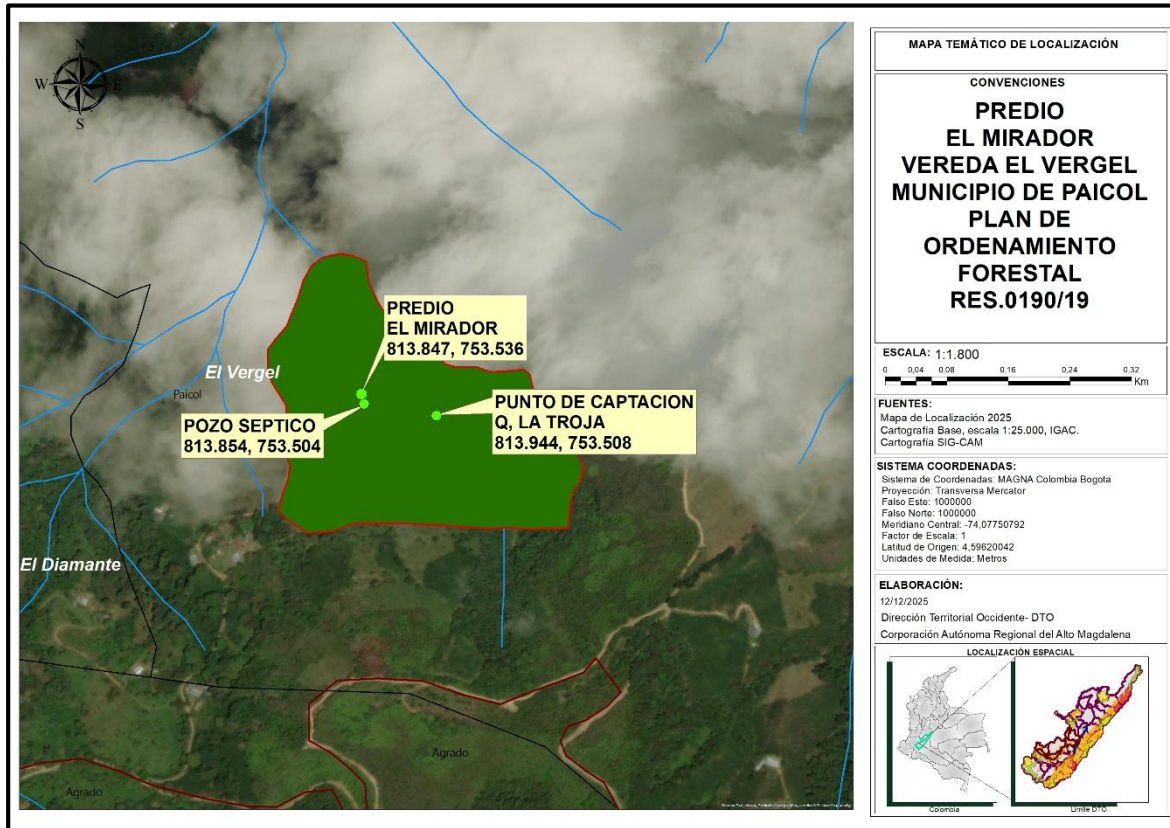 N
W E
S
PREDIO
EL MIRADOR
813.847, 753.536
El Vergel
Paicol
POZO SEPTICO
813.854, 753.504
PUNTO DE CAPTACION
Q, LA TROJA
813.944, 753.508
El Diamante
Agrado
Agrado
MAPA TEMÁTICO DE LOCALIZACIÓN
CONVENCIONES
PREDIO
EL MIRADOR
VEREDA EL VERGEL
MUNICIPIO DE PAICOL
PLAN DE
ORDENAMIENTO
FORESTAL
RES.0190/19
ESCALA: 1:1.800
0 0,04 0,08 0,16 0,24 0,32
Km
FUENTES:
Mapa de Localización 2025
Cartografía Base, escala 1:25.000, IGAC.
Cartografía SIG-CAM
SISTEMA COORDENADAS:
Sistema de Coordenadas: MAGNA Colombia Bogota
Proyección: Transversa Mercator
Falso Este: 1000000
Falso Norte: 1000000
Meridiano Central: -74,07750792
Factor de Escala: 1
Latitud de Origen: 4,59620042
Unidades de Medida: Metros
ELABORACIÓN:
12/12/2025
Dirección Territorial Occidente- DTO
Corporación Autónoma Regional del Alto Magdalena
LOCALIZACIÓN ESPACIAL
Colombia
Limite DTO